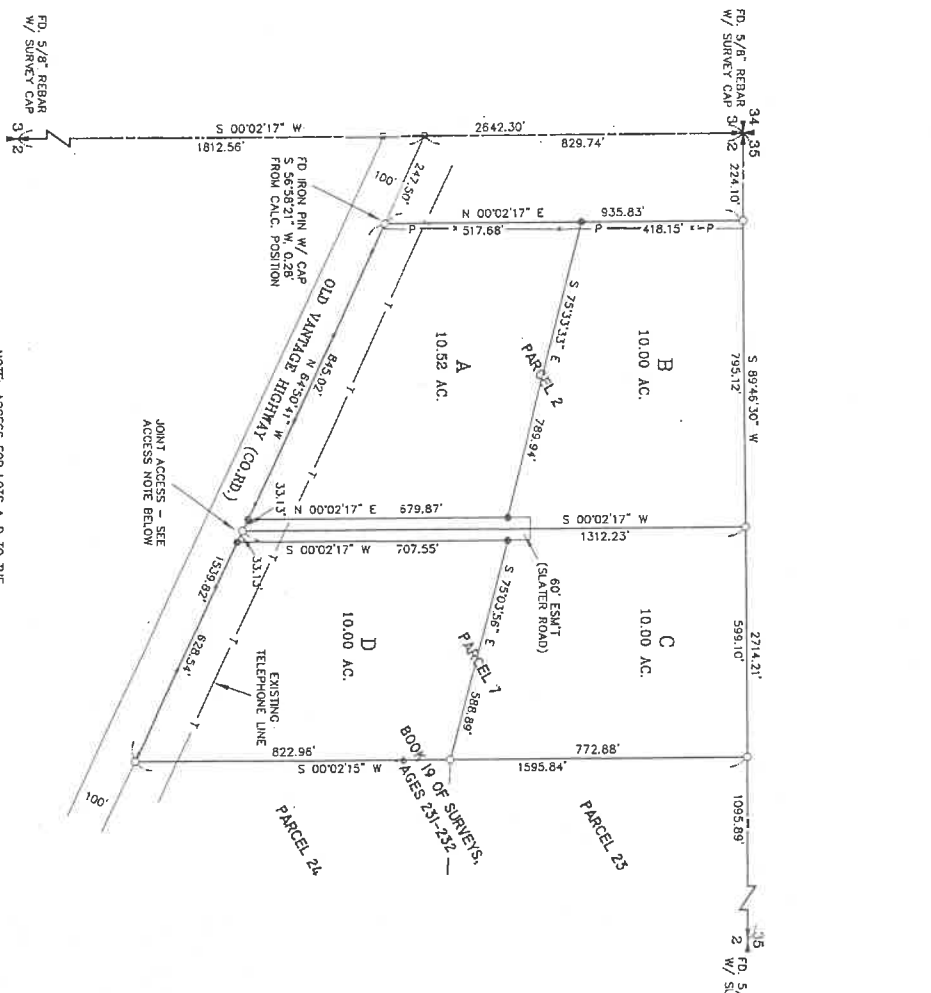 FD. 5/8" REBAR
W/ SURVEY CAP
34
35
3
2
S 00°02'17" W
2642.30'
1812.56'
829.74'
FD. 5/8" REBAR
W/ SURVEY CAP
3
2
224.10'
S 89°46'30" W
795.12'
2714.21'
599.10'
1095.89'
35
2
247.50'
100'
FD IRON PIN W/ CAP
S 56°58'21" W, 0.28'
FROM CALC. POSITION
N 00°02'17" E
935.83'
P
517.68'
P
418.15'
P
B
10.00 AC.
A
10.52 AC.
S 75°33'33" E
789.94'
PARCEL 2
T
T
T
T
T
845.02'
N 64°50'41" W
OLD VANTAGE HIGHWAY (CO.RD.)
33.13'
N 00°02'17" E
679.87'
S 00°02'17" W
1312.23'
S 00°02'17" W
707.55'
33.13'
60' ESM'T
(SLATER ROAD)
JOINT ACCESS – SEE
ACCESS NOTE BELOW
C
10.00 AC.
D
10.00 AC.
S 75°03'56" E
588.89'
PARCEL 7
1539.82'
628.54'
EXISTING
TELEPHONE LINE
822.96'
772.88'
S 00°02'15" W
1595.84'
BOOK 19 OF SURVEYS,
PAGES 231-232
PARCEL 23
PARCEL 24
100'